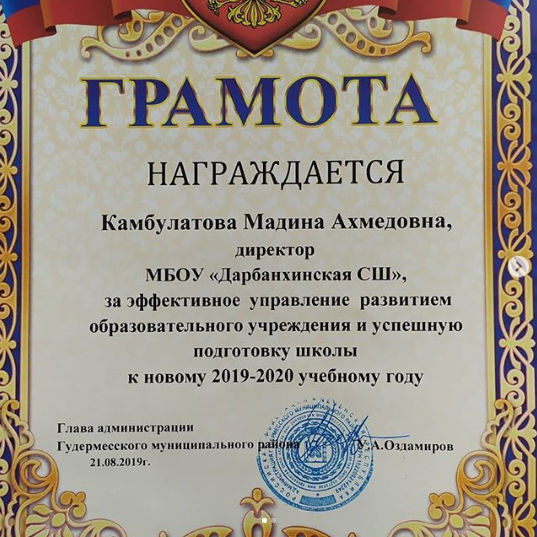 ГРАМОТА
НАГРАЖДАЕТСЯ
Камбулатова Мадина Ахмедовна,
директор
МБОУ «Дарбанхинская СШ»,
за эффективное управление развитием
образовательного учреждения и успешную
подготовку школы
к новому 2019-2020 учебному году
Глава администрации
Гудермесского муниципального района У.А.Оздамиров
21.08.2019г.